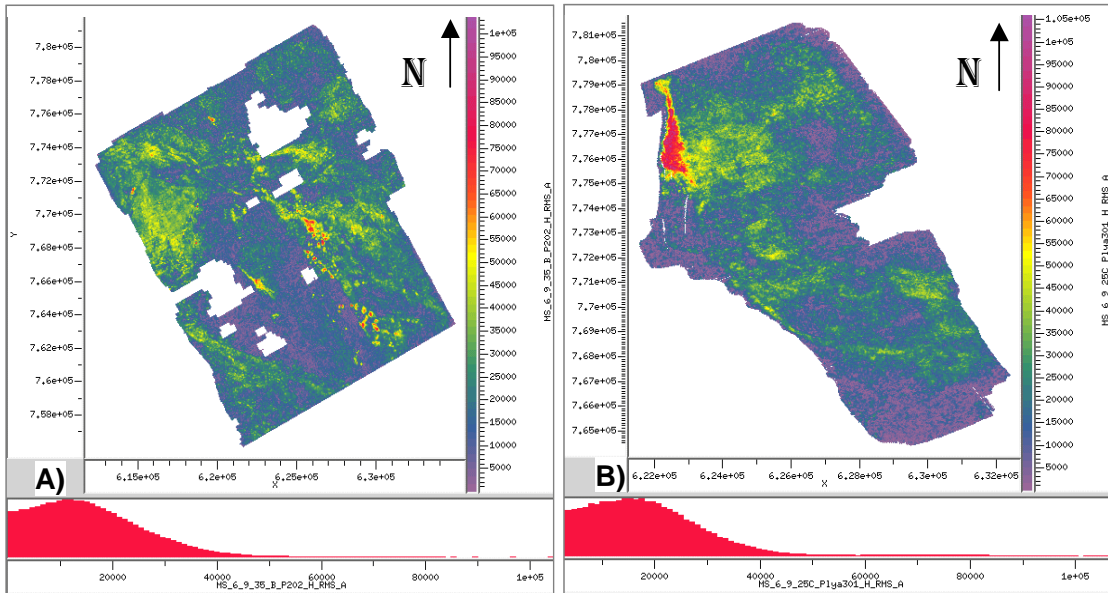 7,8e+05
7,78e+05
7,76e+05
7,74e+05
7,72e+05
7,7e+05
7,68e+05
7,66e+05
7,64e+05
7,62e+05
7,6e+05
7,58e+05
Y
N
1e+05
95000
90000
85000
80000
75000
70000
65000
60000
55000
50000
45000
40000
35000
30000
25000
20000
15000
10000
5000
MS_6_9_35_B_P202_H_RMS_A
A)
6,15e+05 6,2e+05 6,25e+05 6,3e+05
X
20000 40000 60000 80000 1e+05
MS_6_9_35_B_P202_H_RMS_A
7,81e+05
7,8e+05
7,79e+05
7,78e+05
7,77e+05
7,76e+05
7,75e+05
7,74e+05
7,73e+05
7,72e+05
7,71e+05
7,7e+05
7,69e+05
7,68e+05
7,67e+05
7,66e+05
7,65e+05
N
1.05e+05
1e+05
95000
90000
85000
80000
75000
70000
65000
60000
55000
50000
45000
40000
35000
30000
25000
20000
15000
10000
5000
MS_6_9_25C_Plya301_H_RMS_A
B)
6,22e+05 6,24e+05 6,26e+05 6,28e+05 6,3e+05 6,32e+05
X
20000 40000 60000 80000 1e+05
MS_6_9_25C_Plya301_H_RMS_A